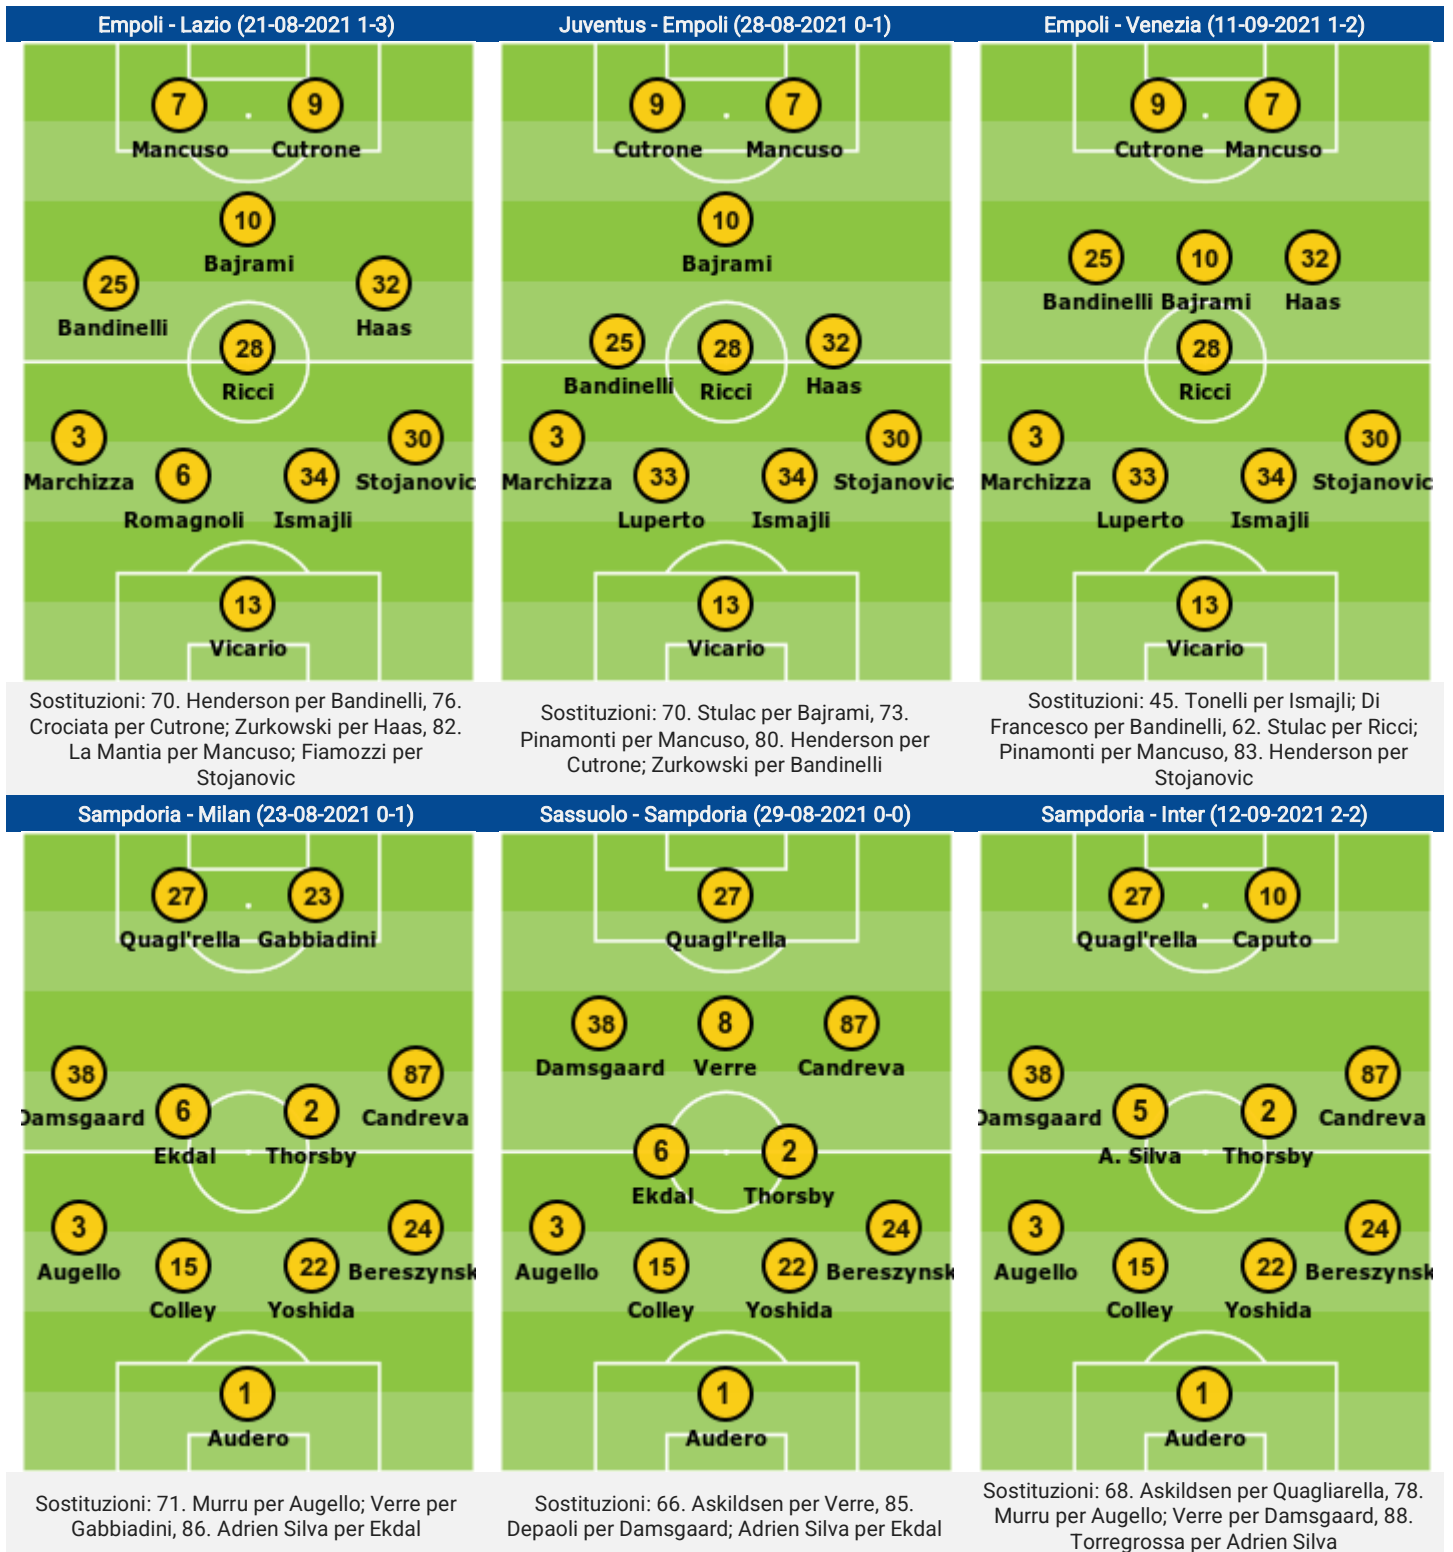 Empoli - Lazio (21-08-2021 1-3)
7 9
Mancuso Cutrone
10
Bajrami
25 32
Bandinelli Haas
28
Ricci
3 30
Marchizza Stojanovic
6 34
Romagnoli Ismajli
13
Vicario
Sostituzioni: 70. Henderson per Bandinelli, 76.
Crociata per Cutrone; Zurkowski per Haas, 82.
La Mantia per Mancuso; Fiamozzi per
Stojanovic
Juventus - Empoli (28-08-2021 0-1)
9 7
Cutrone Mancuso
10
Bajrami
25 28 32
Bandinelli Ricci Haas
3 30
Marchizza Stojanovic
33 34
Luperto Ismajli
13
Vicario
Sostituzioni: 70. Stulac per Bajrami, 73.
Pinamonti per Mancuso, 80. Henderson per
Cutrone; Zurkowski per Bandinelli
Empoli - Venezia (11-09-2021 1-2)
9 7
Cutrone Mancuso
25 10 32
Bandinelli Bajrami Haas
28
Ricci
3 30
Marchizza Stojanovic
33 34
Luperto Ismajli
13
Vicario
Sostituzioni: 45. Tonelli per Ismajli; Di
Francesco per Bandinelli, 62. Stulac per Ricci;
Pinamonti per Mancuso, 83. Henderson per
Stojanovic
Sampdoria - Milan (23-08-2021 0-1)
27 23
Quagl'rella Gabbiadini
38 87
Damsgaard Candreva
6 2
Ekdal Thorsby
3 24
Augello Bereszynsk
15 22
Colley Yoshida
1
Audero
Sostituzioni: 71. Murru per Augello; Verre per
Gabbiadini, 86. Adrien Silva per Ekdal
Sassuolo - Sampdoria (29-08-2021 0-0)
27
Quagl'rella
38 8 87
Damsgaard Verre Candreva
6 2
Ekdal Thorsby
3 24
Augello Bereszynsk
15 22
Colley Yoshida
1
Audero
Sostituzioni: 66. Askildsen per Verre, 85.
Depaoli per Damsgaard; Adrien Silva per Ekdal
Sampdoria - Inter (12-09-2021 2-2)
27 10
Quagl'rella Caputo
38 87
Damsgaard Candreva
5 2
A. Silva Thorsby
3 24
Augello Bereszynsk
15 22
Colley Yoshida
1
Audero
Sostituzioni: 68. Askildsen per Quagliarella, 78.
Murru per Augello; Verre per Damsgaard, 88.
Torregrossa per Adrien Silva